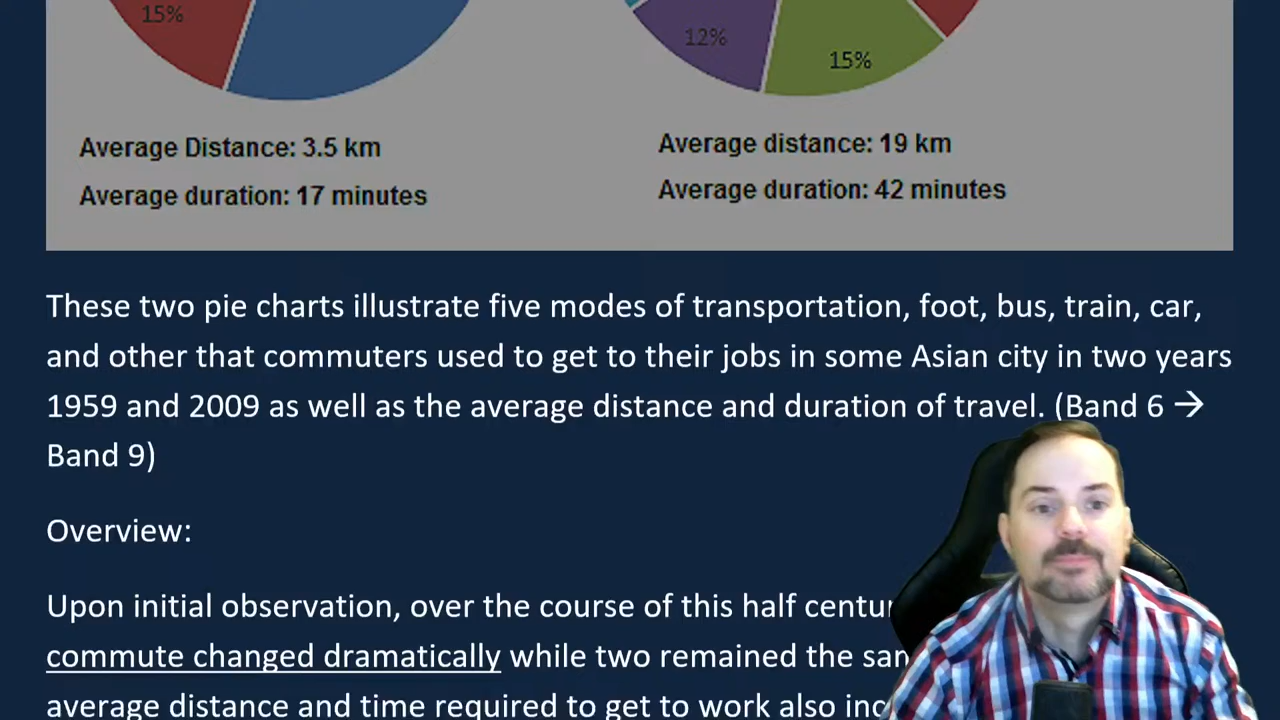 15%
12%
15%
Average Distance: 3.5 km
Average distance: 19 km
Average duration: 17 minutes
Average duration: 42 minutes
These two pie charts illustrate five modes of transportation, foot, bus, train, car,
and other that commuters used to get to their jobs in some Asian city in two years
1959 and 2009 as well as the average distance and duration of travel. (Band 6 →
Band 9)
Overview:
Upon initial observation, over the course of this half
commute changed dramatically while two remained the
average distance and time required to get to work also